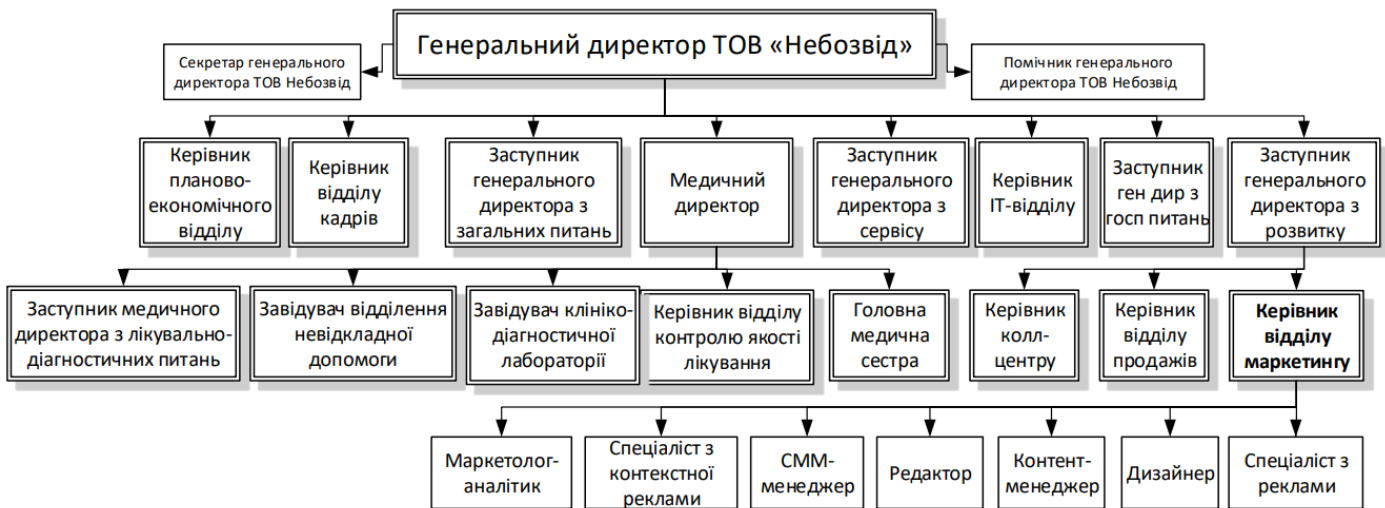 Генеральний директор ТОВ «Небозвід»
Секретар генерального
директора ТОВ Небозвід
Помічник генерального
директора ТОВ Небозвід
Керівник
планово-
економічного
відділу
Керівник
відділу
кадрів
Заступник
генерального
директора з
загальних питань
Медичний
директор
Заступник
генерального
директора з
сервісу
Керівник
ІТ-відділу
Заступник
ген дир з
госп питань
Заступник
генерального
директора з
розвитку
Заступник медичного
директора з лікувально-
діагностичних питань
Завідувач відділення
невідкладної
допомоги
Завідувач клініко-
діагностичної
лабораторії
Керівник відділу
контролю якості
лікування
Головна
медична
сестра
Керівник
колл-
центру
Керівник
відділу
продажів
Керівник
відділу
маркетингу
Маркетолог-
аналітик
Спеціаліст з
контекстної
реклами
СММ-
менеджер
Редактор
Контент-
менеджер
Дизайнер
Спеціаліст з
реклами